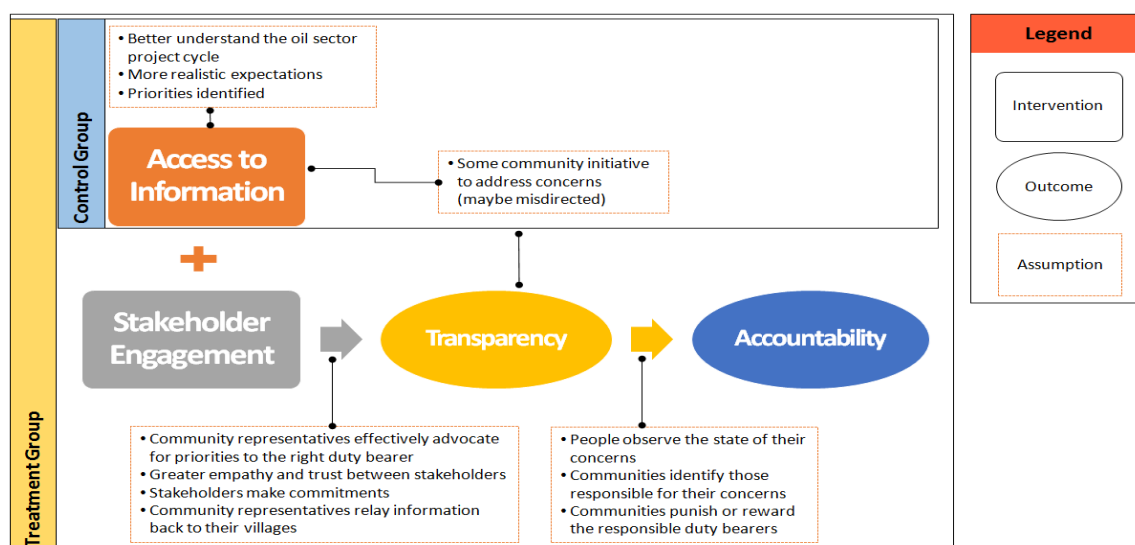 Control Group
• Better understand the oil sector
project cycle
• More realistic expectations
• Priorities identified
Access to
Information
• Some community initiative
to address concerns
(maybe misdirected)
Treatment Group
Stakeholder
Engagement
Transparency
Accountability
• Community representatives effectively advocate
for priorities to the right duty bearer
• Greater empathy and trust between stakeholders
• Stakeholders make commitments
• Community representatives relay information
back to their villages
• People observe the state of their
concerns
• Communities identify those
responsible for their concerns
• Communities punish or reward
the responsible duty bearers
Legend
Intervention
Outcome
Assumption